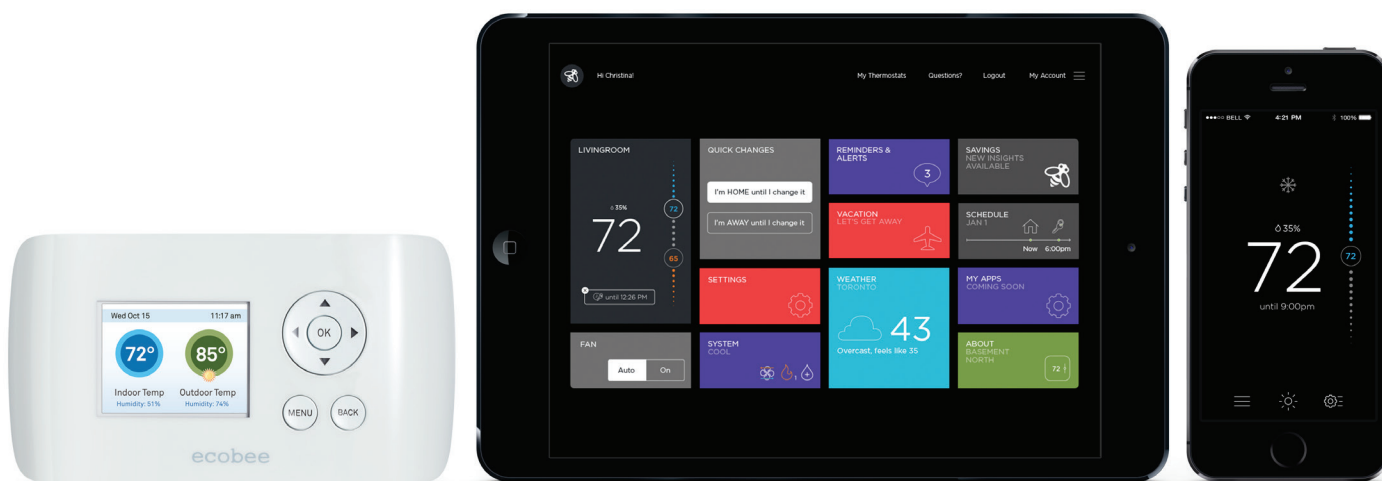 Wed Oct 15 11:17 am
72° 85°
Indoor Temp Outdoor Temp
Humidity: 51% Humidity: 74%
OK
MENU BACK
ecobee
Hi Christina!
My Thermostats Questions? Logout My Account
LIVINGROOM
35%
72
72
65
until 12:26 PM
QUICK CHANGES
I'm HOME until I change it
I'm AWAY until I change it
REMINDERS &
ALERTS
3
SAVINGS
NEW INSIGHTS
AVAILABLE
VACATION
LET'S GET AWAY
SCHEDULE
JAN 1
Now 6:00pm
SETTINGS
WEATHER
TORONTO
43
Overcast, feels like 35
MY APPS
COMING SOON
FAN
Auto On
SYSTEM
COOL
1
ABOUT
BASEMENT
NORTH
72
BELL 4:21 PM 100%
35%
72
72
until 9:00pm